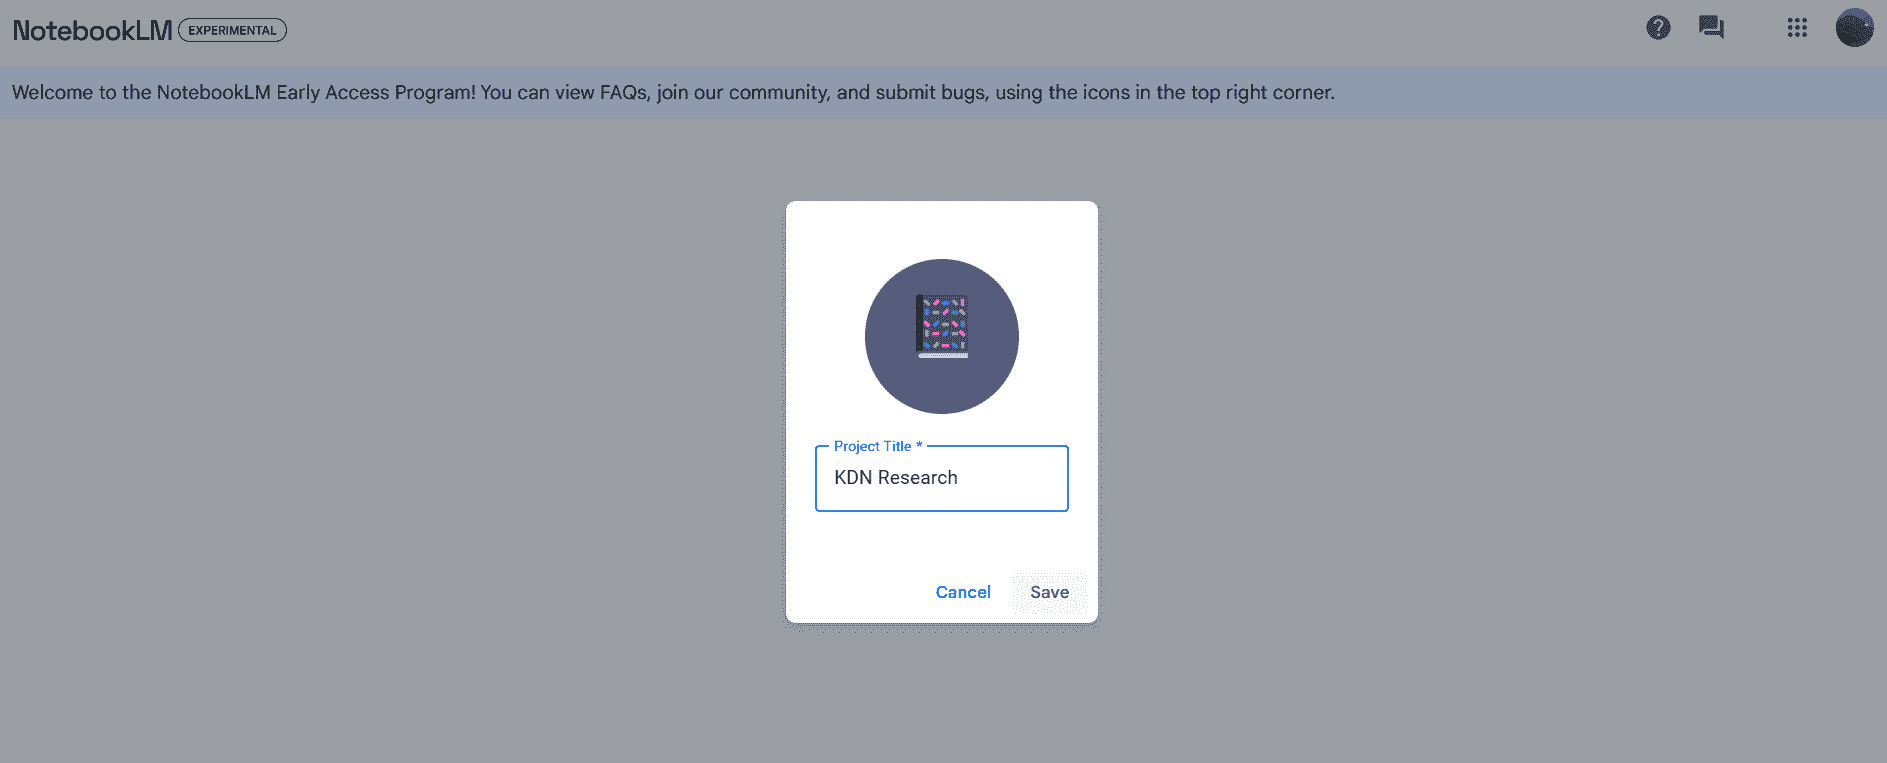 NotebookLM EXPERIMENTAL
Welcome to the NotebookLM Early Access Program! You can view FAQs, join our community, and submit bugs, using the icons in the top right corner.
Project Title *
KDN Research
Cancel Save